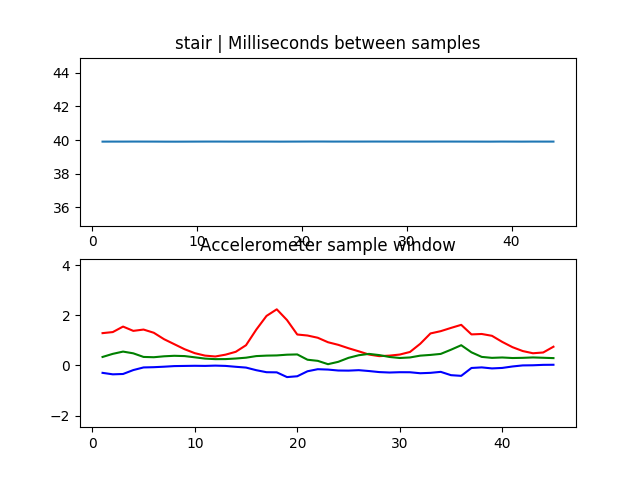 stair | Milliseconds between samples
44
42
40
38
36
0 10 20 30 40
Accelerometer sample window
4
2
0
−2
0 10 20 30 40